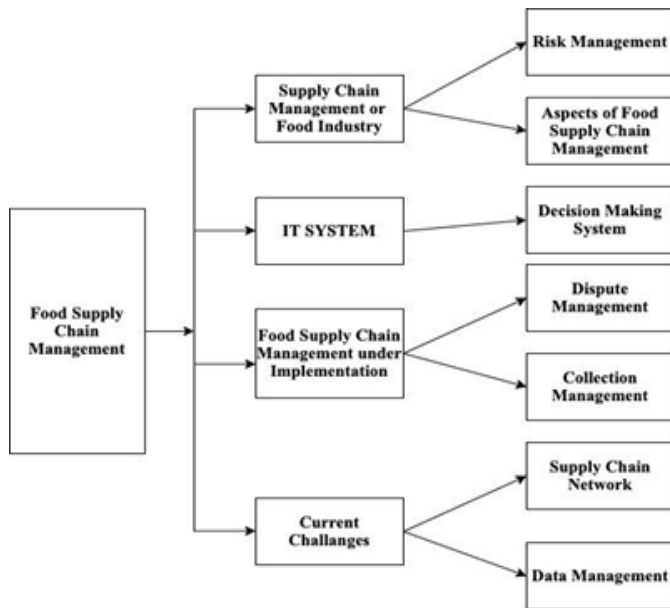 Food Supply
Chain
Management
Supply Chain
Management or
Food Industry
IT SYSTEM
Food Supply Chain
Management under
Implementation
Current
Challanges
Risk Management
Aspects of Food
Supply Chain
Management
Decision Making
System
Dispute
Management
Collection
Management
Supply Chain
Network
Data Management